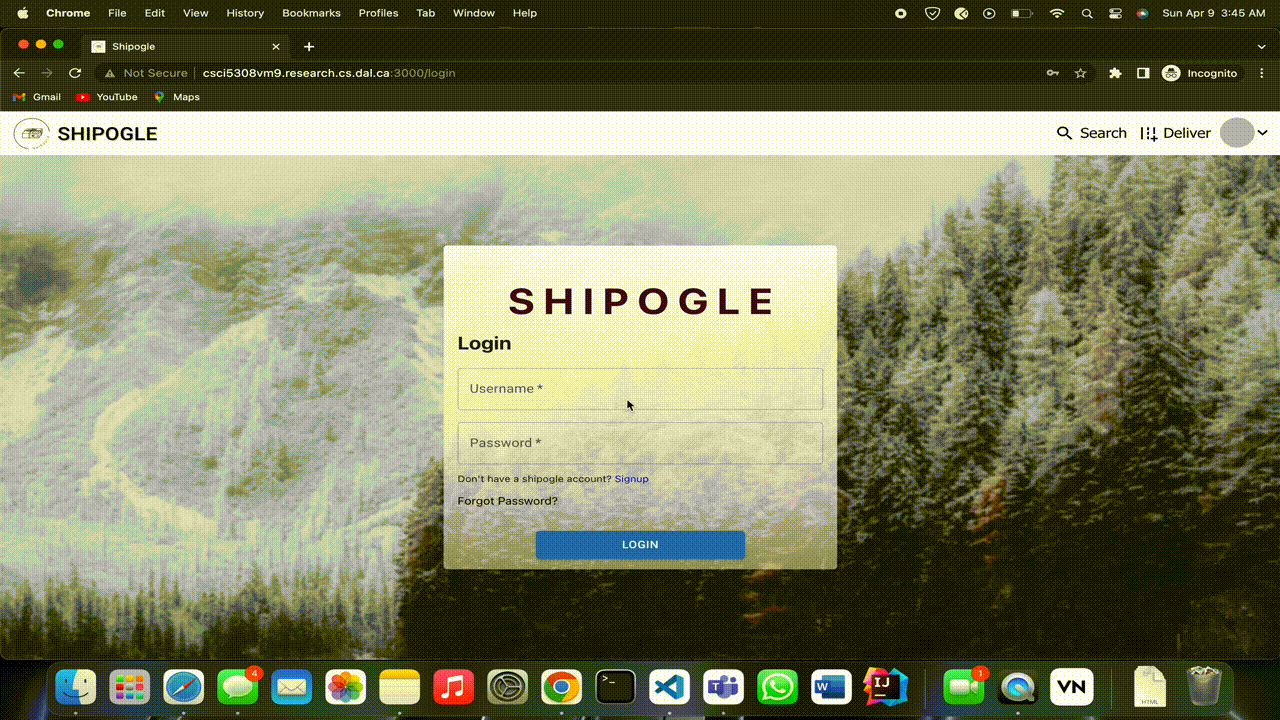 Chrome File Edit View History Bookmarks Profiles Tab Window Help Sun Apr 9 3:45 AM
Shipogle
Not Secure csci5308vm9.research.cs.dal.ca:3000/login Incognito
Gmail YouTube Maps
SHIPOGLE Search Deliver
SHIPOGLE
Login
Username *
Password *
Don't have a shipogle account? Signup
Forgot Password?
LOGIN
4 1
>_ W IJ VN
HTML